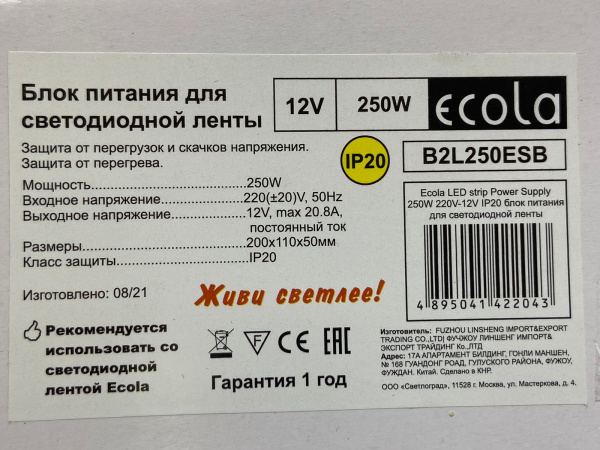 Блок питания для
светодиодной ленты
12V
250W
ecola
Защита от перегрузок и скачков напряжения.
Защита от перегрева.
IP20
B2L250ESB
Мощность..............................250W
Входное напряжение..............220(±20)V, 50Hz
Выходное напряжение............12V, max 20.8A,
постоянный ток
Размеры................................200x110x50мм
Класс защиты.........................IP20
Ecola LED strip Power Supply
250W 220V-12V IP20 блок питания
для светодиодной ленты
4 895041 422043
Изготовлено: 08/21
Живи светлее!
Рекомендуется
использовать со
светодиодной
лентой Ecola
F
CE
EAC
Гарантия 1 год
Изготовитель: FUZHOU LINSHENG IMPORT&EXPORT
TRADING CO.,LTD| ФУЧЖОУ ЛИНШЕНГ ИМПОРТ&
ЭКСПОРТ ТРАЙДИНГ Ко.,ЛТД
Адрес: 17А АПАРТАМЕНТ БИЛДИНГ, ГОНЛИ МАНШЕН,
№ 168 ГУАНДОНГ РОАД, ГУЛУСКОГО РАЙОНА, ФУЖОУ,
ФУЖДАН. Китай. Сделано в КНР.
ООО «Светлоград», 11528 г. Москва, ул. Мастеркова, д. 4.